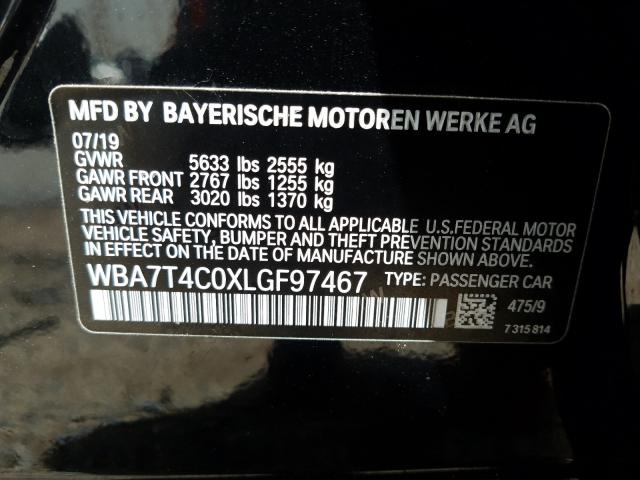 MFD BY BAYERISCHE MOTOREN WERKE AG
07/19
GVWR 5633 lbs 2555 kg
GAWR FRONT 2767 lbs 1255 kg
GAWR REAR 3020 lbs 1370 kg
THIS VEHICLE CONFORMS TO ALL APPLICABLE U.S.FEDERAL MOTOR
VEHICLE SAFETY, BUMPER AND THEFT PREVENTION STANDARDS
IN EFFECT ON THE DATE OF MANUFACTURE SHOWN ABOVE.
WBA7T4C0XLGF97467 TYPE: PASSENGER CAR
475/9
7 315 814